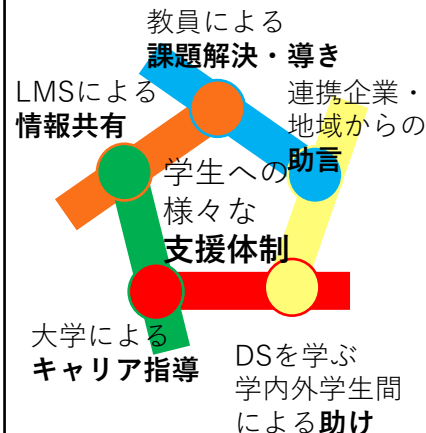 教員による
課題解決・導き
LMSによる
情報共有
連携企業・
地域からの
助言
学生への
様々な
支援体制
大学による
キャリア指導
DSを学ぶ
学内外学生間
による助け